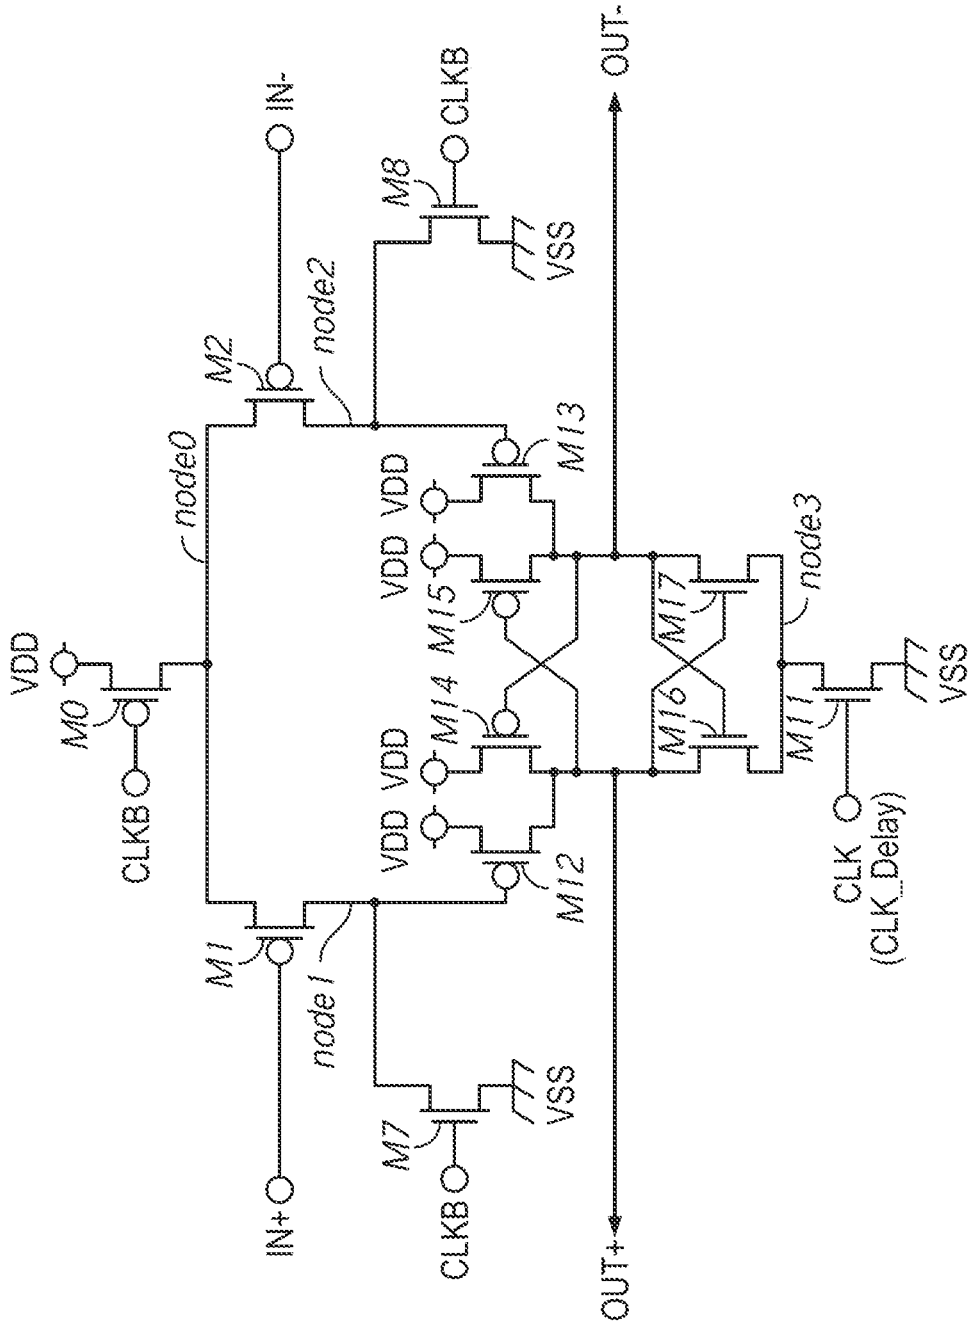 VDD
M0
CLKB
node0
M1
M2
IN+
IN-
node1
node2
M7
CLKB
VSS
M8
CLKB
VSS
VDD
VDD
VDD
VDD
M12
M14
M15
M13
OUT+
OUT-
M16
M17
node3
M11
CLK
(CLK_Delay)
VSS